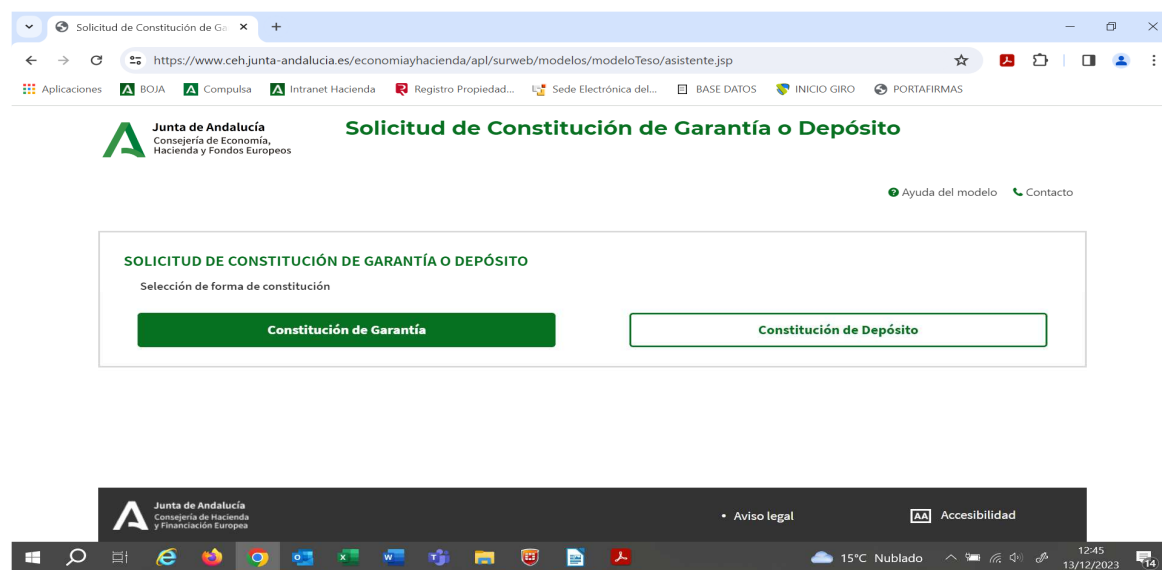 Solicitud de Constitución de Ga
https://www.ceh.junta-andalucia.es/economiayhacienda/apl/surweb/modelos/modeloTeso/asistente.jsp
Aplicaciones BOJA Compulsa Intranet Hacienda Registro Propiedad... Sede Electrónica del... BASE DATOS INICIO GIRO PORTAFIRMAS
Junta de Andalucía
Consejería de Economía,
Hacienda y Fondos Europeos
Solicitud de Constitución de Garantía o Depósito
Ayuda del modelo Contacto
SOLICITUD DE CONSTITUCIÓN DE GARANTÍA O DEPÓSITO
Selección de forma de constitución
Constitución de Garantía Constitución de Depósito
Junta de Andalucía
Consejería de Hacienda
y Financiación Europea
• Aviso legal
AA Accesibilidad
15°C Nublado
12:45
13/12/2023
14